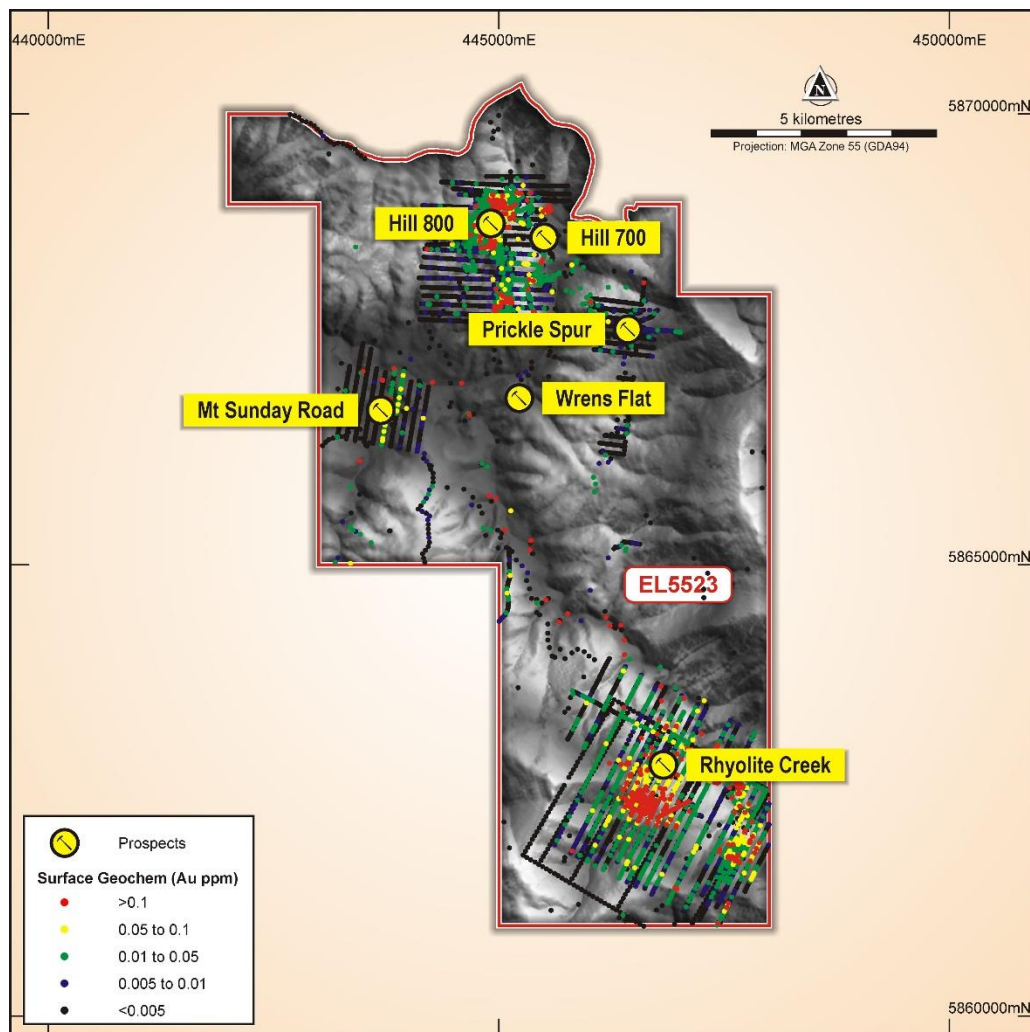 440000mE
445000mE
450000mE
N
5870000mN
5 kilometres
Projection: MGA Zone 55 (GDA94)
Hill 800
Hill 700
Prickle Spur
Wrens Flat
Mt Sunday Road
5865000mN
EL5523
Rhyolite Creek
Prospects
Surface Geochem (Au ppm)
>0.1
0.05 to 0.1
0.01 to 0.05
0.005 to 0.01
<0.005
5860000mN